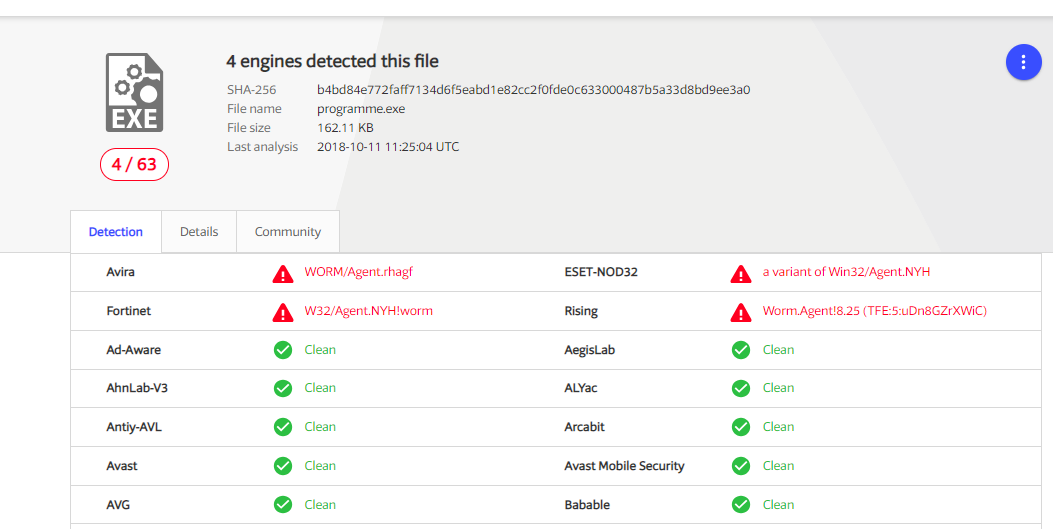 4 engines detected this file
SHA-256 b4bd84e772faff7134d6f5eabd1e82cc2f0fde0c633000487b5a33d8bd9ee3a0
File name programme.exe
File size 162.11 KB
Last analysis 2018-10-11 11:25:04 UTC
EXE
4 / 63
Detection Details Community
Avira WORM/Agent.rhagf ESET-NOD32 a variant of Win32/Agent.NYH
Fortinet W32/Agent.NYH!worm Rising Worm.Agent!8.25 (TFE:5:uDn8GZrXWiC)
Ad-Aware Clean AegisLab Clean
AhnLab-V3 Clean ALYac Clean
Antiy-AVL Clean Arcabit Clean
Avast Clean Avast Mobile Security Clean
AVG Clean Babable Clean